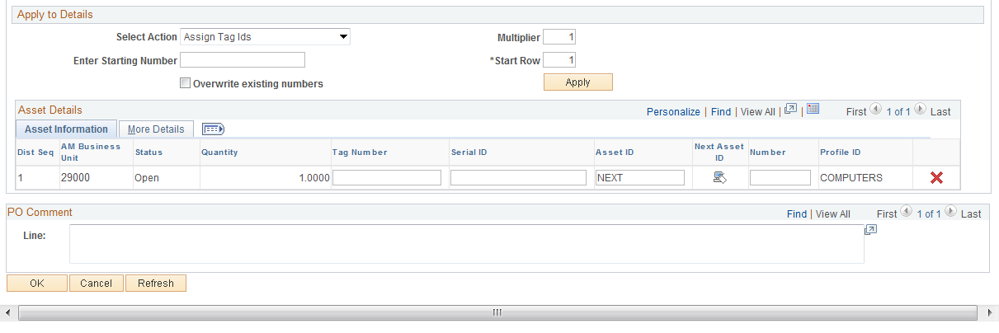 Apply to Details
Select Action Assign Tag Ids Multiplier 1
Enter Starting Number *Start Row 1
Overwrite existing numbers Apply
Asset Details Personalize | Find | View All | | First 1 of 1 Last
Asset Information More Details
Dist Seq AM Business Unit Status Quantity Tag Number Serial ID Asset ID Next Asset ID Number Profile ID
1 29000 Open 1.0000 NEXT COMPUTERS
PO Comment Find | View All First 1 of 1 Last
Line:
OK Cancel Refresh